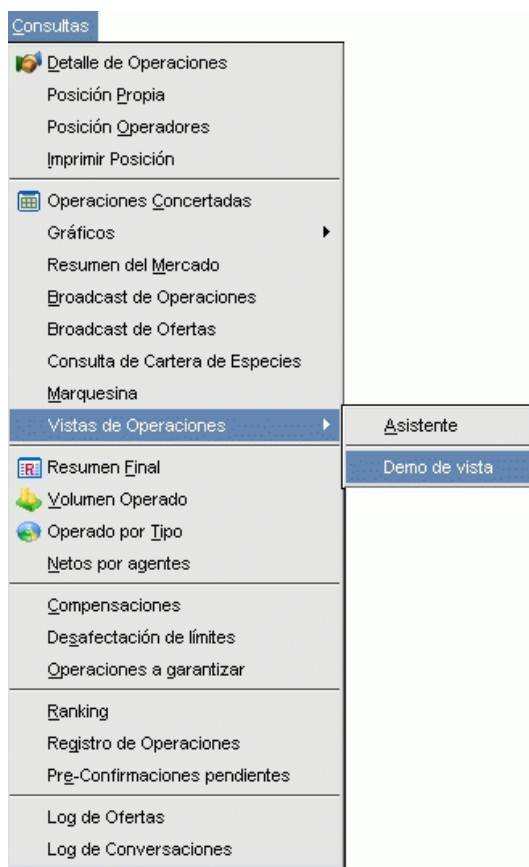 Consultas
Detalle de Operaciones
Posición Propia
Posición Operadores
Imprimir Posición
Operaciones Concertadas
Gráficos
Resumen del Mercado
Broadcast de Operaciones
Broadcast de Ofertas
Consulta de Cartera de Especies
Marquesina
Vistas de Operaciones
Asistente
Demo de vista
Resumen Final
Volumen Operado
Operado por Tipo
Netos por agentes
Compensaciones
Desafectación de límites
Operaciones a garantizar
Ranking
Registro de Operaciones
Pre-Confirmaciones pendientes
Log de Ofertas
Log de Conversaciones